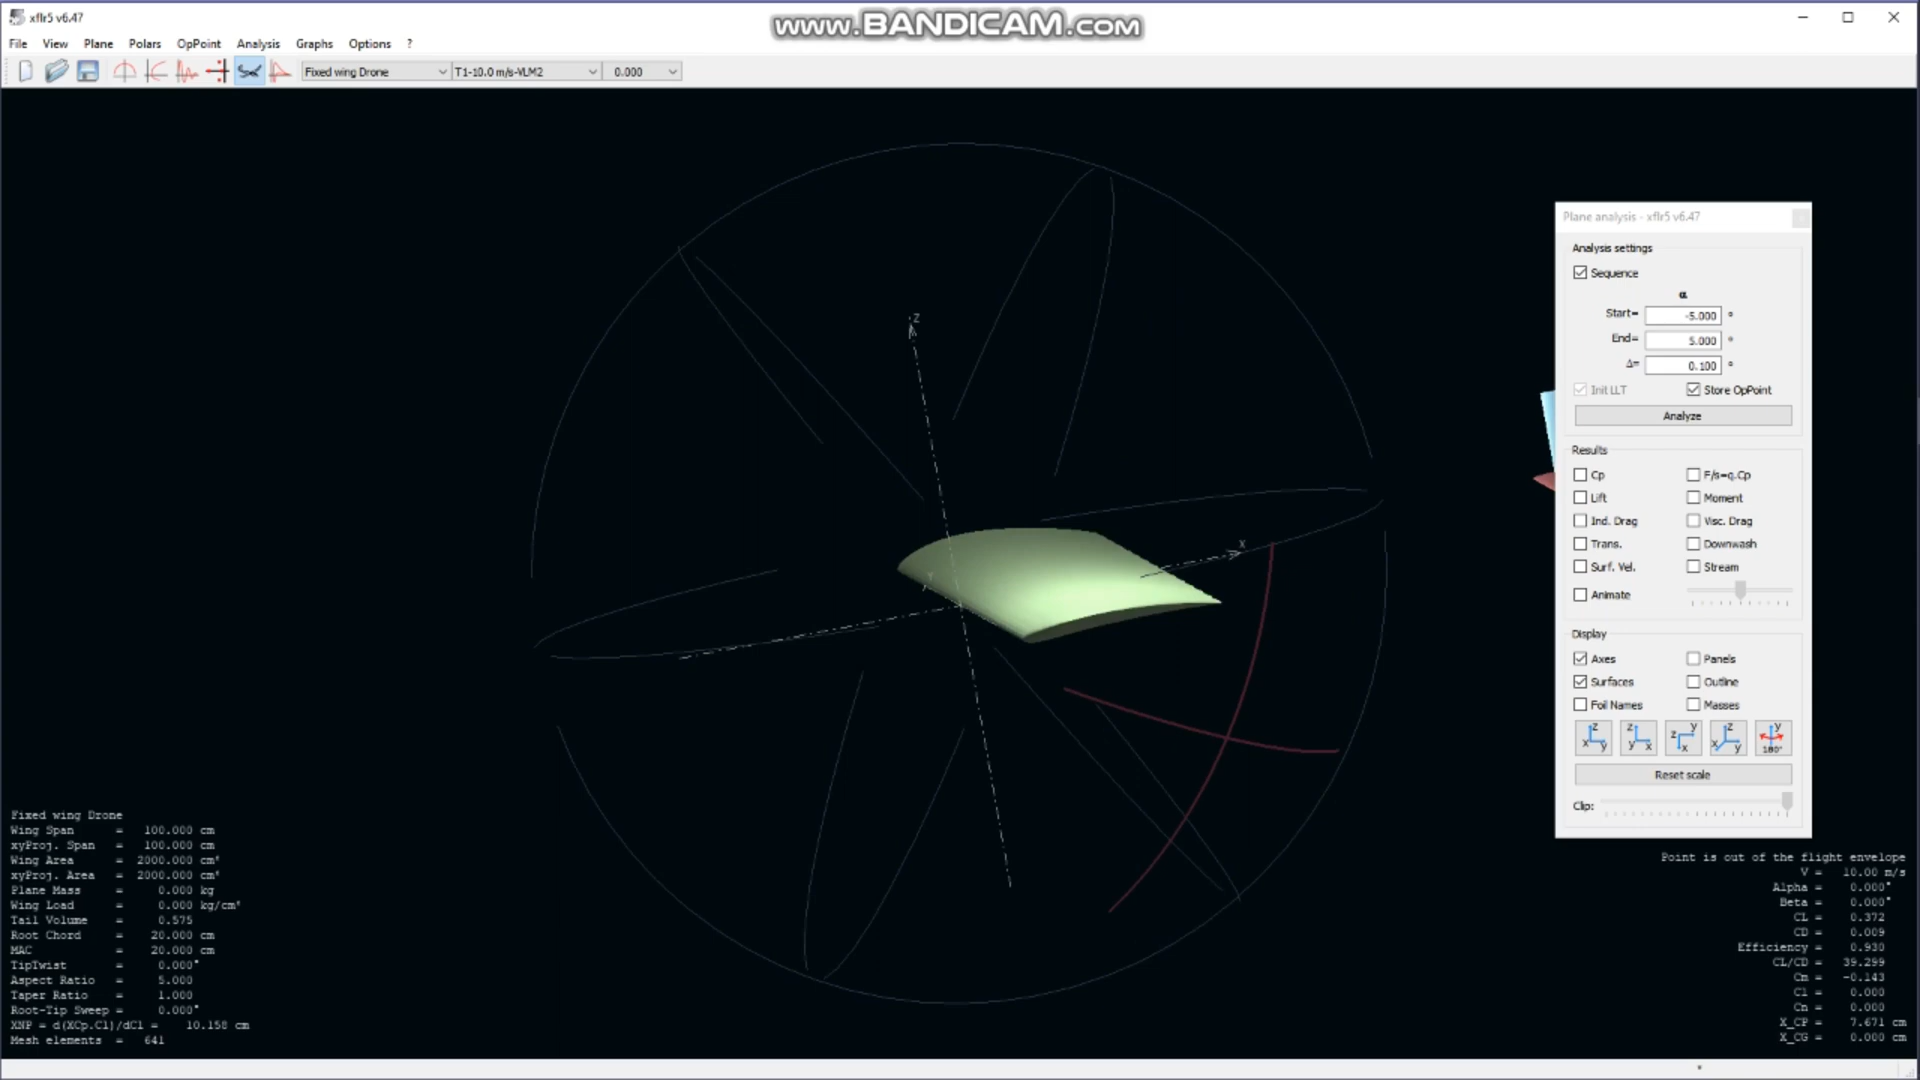 xflr5 v6.47
www.BANDICAM.com
File View Plane Polars OpPoint Analysis Graphs Options ?
Fixed wing Drone T1-10.0 m/s-VLM2 0.000
Z
X
Y
Plane analysis - xflr5 v6.47
Analysis settings
Sequence
α
Start= -5.000 °
End= 5.000 °
Δ= 0.100 °
Init LLT Store OpPoint
Analyze
Results
Cp F/s=q.Cp
Lift Moment
Ind. Drag Visc. Drag
Trans. Downwash
Surf. Vel. Stream
Animate
Display
Axes Panels
Surfaces Outline
Foil Names Masses
z x y z y x y z x z x y y 180°
Reset scale
Clip:
Fixed wing Drone
Wing Span = 100.000 cm
xyProj. Span = 100.000 cm
Wing Area = 2000.000 cm²
xyProj. Area = 2000.000 cm²
Plane Mass = 0.000 kg
Wing Load = 0.000 kg/cm²
Tail Volume = 0.575
Root Chord = 20.000 cm
MAC = 20.000 cm
TipTwist = 0.000°
Aspect Ratio = 5.000
Taper Ratio = 1.000
Root-Tip Sweep = 0.000°
XNP = d(XCp.Cl)/dCl = 10.158 cm
Mesh elements = 641
Point is out of the flight envelope
V = 10.00 m/s
Alpha = 0.000°
Beta = 0.000°
CL = 0.372
CD = 0.009
Efficiency = 0.930
CL/CD = 39.299
Cm = -0.143
Cl = 0.000
Cn = 0.000
X_CP = 7.671 cm
X_CG = 0.000 cm